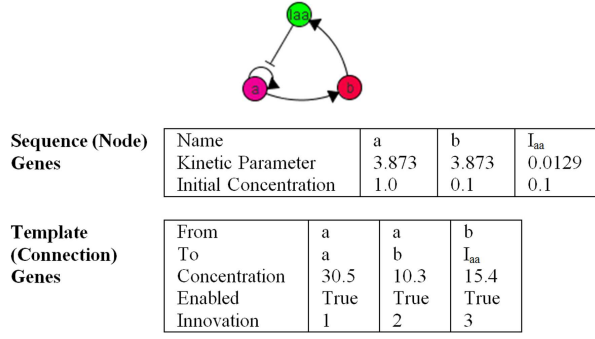 Iaa
a
b
Sequence (Node) Genes
Name a b Iaa
Kinetic Parameter 3.873 3.873 0.0129
Initial Concentration 1.0 0.1 0.1
Template (Connection) Genes
From a a b
To a b Iaa
Concentration 30.5 10.3 15.4
Enabled True True True
Innovation 1 2 3